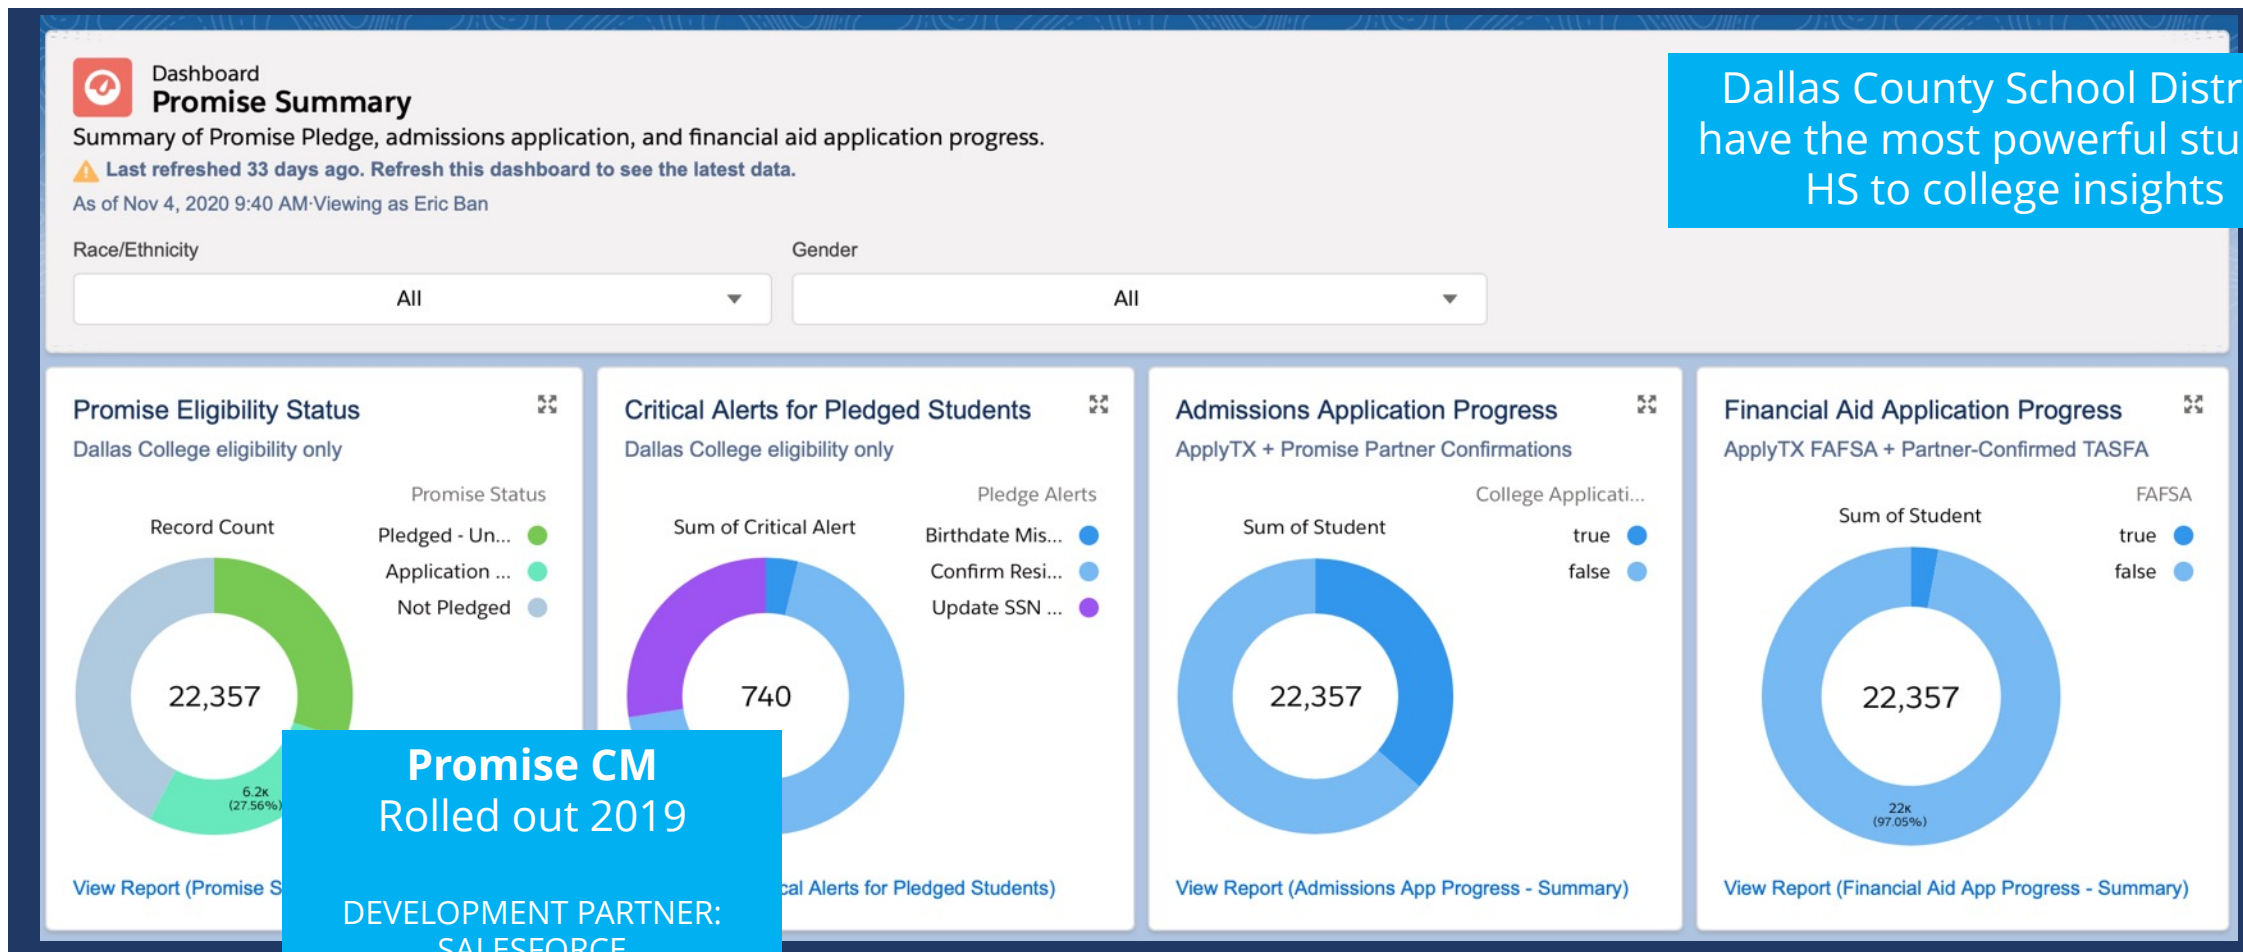 Dashboard
Promise Summary
Summary of Promise Pledge, admissions application, and financial aid application progress.
Last refreshed 33 days ago. Refresh this dashboard to see the latest data.
As of Nov 4, 2020 9:40 AM·Viewing as Eric Ban
Dallas County School Distr
have the most powerful stu
HS to college insights
Race/Ethnicity
All
Gender
All
Promise Eligibility Status
Dallas College eligibility only
Promise Status
Record Count
Pledged - Un...
Application ...
Not Pledged
22,357
6.2K
(27.56%)
View Report (Promise S
Critical Alerts for Pledged Students
Dallas College eligibility only
Pledge Alerts
Sum of Critical Alert
Birthdate Mis...
Confirm Resi...
Update SSN ...
740
cal Alerts for Pledged Students)
Admissions Application Progress
ApplyTX + Promise Partner Confirmations
College Applicati...
Sum of Student
true
false
22,357
View Report (Admissions App Progress - Summary)
Financial Aid Application Progress
ApplyTX FAFSA + Partner-Confirmed TASFA
FAFSA
Sum of Student
true
false
22,357
22K
(97.05%)
View Report (Financial Aid App Progress - Summary)
Promise CM
Rolled out 2019
DEVELOPMENT PARTNER:
SALESFORCE